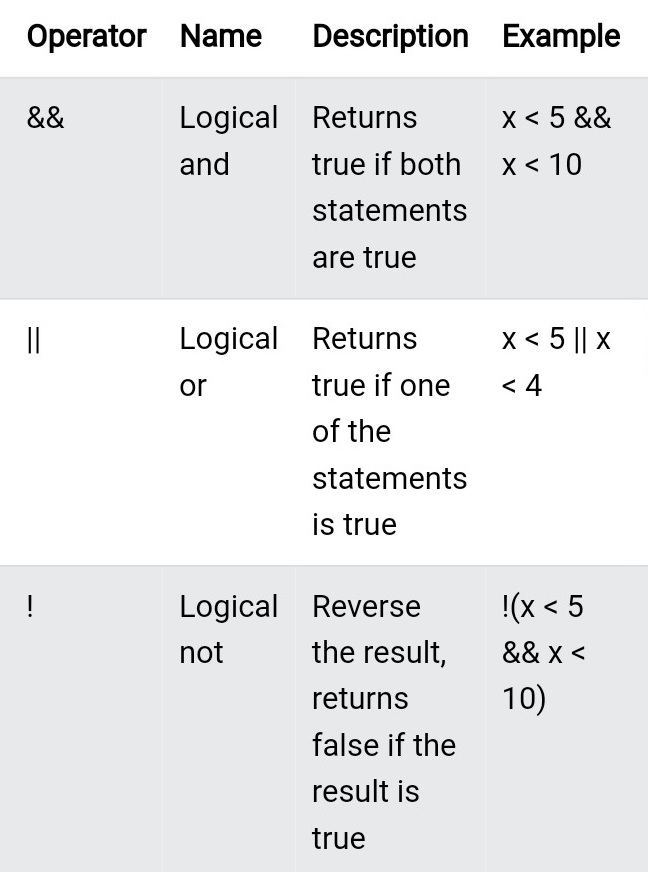 Operator Name Description Example
&& Logical and Returns true if both statements are true x < 5 && x < 10
|| Logical or Returns true if one of the statements is true x < 5 || x < 4
! Logical not Reverse the result, returns false if the result is true !(x < 5 && x < 10)